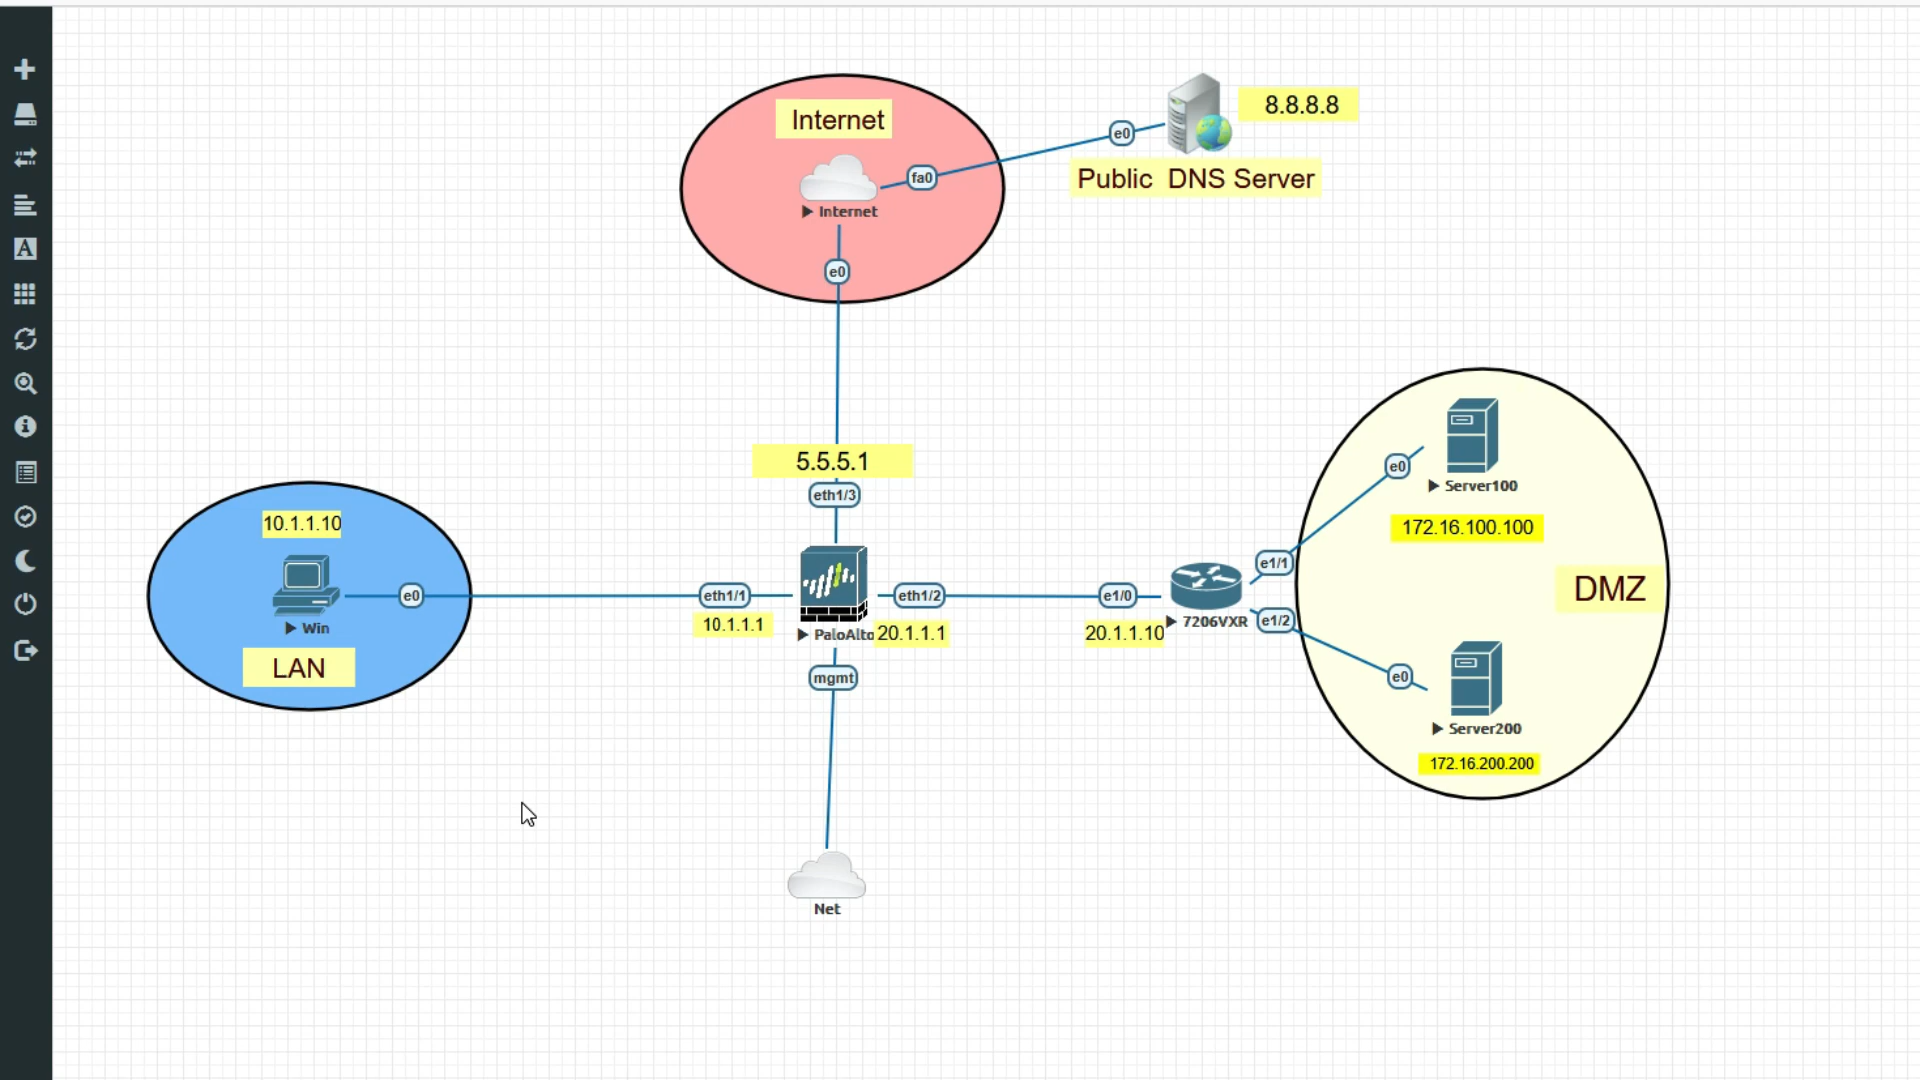 Internet
8.8.8.8
e0
fa0
Public  DNS Server
Internet
e0
5.5.5.1
eth1/3
10.1.1.10
e0
Win
LAN
eth1/1
10.1.1.1
PaloAlto
eth1/2
20.1.1.1
mgmt
Net
e1/0
20.1.1.10
7206VXR
e1/1
e1/2
e0
Server100
172.16.100.100
DMZ
e0
Server200
172.16.200.200